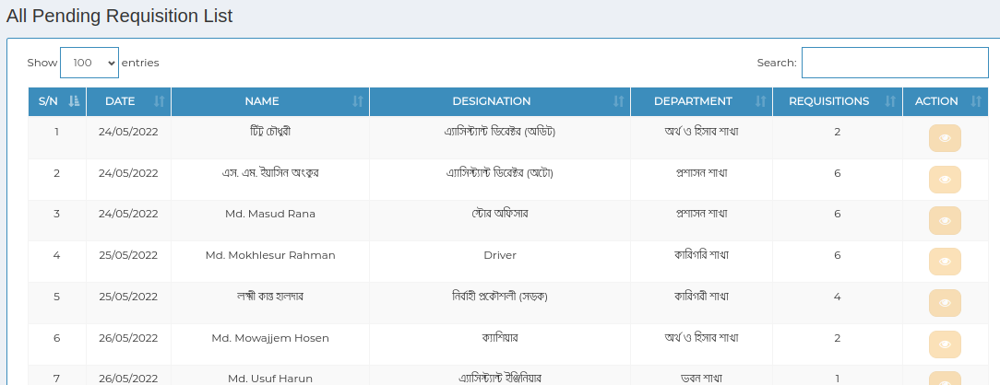 All Pending Requisition List
Show 100 entries Search:
S/N DATE NAME DESIGNATION DEPARTMENT REQUISITIONS ACTION
1 24/05/2022 টিটু চৌধুরী এ্যাসিস্ট্যান্ট ডিরেক্টর (অডিট) অর্থ ও হিসাব শাখা 2
2 24/05/2022 এস. এম. ইয়াসিন অংকুর এ্যাসিস্ট্যান্ট ডিরেক্টর (অটো) প্রশাসন শাখা 6
3 24/05/2022 Md. Masud Rana স্টোর অফিসার প্রশাসন শাখা 6
4 25/05/2022 Md. Mokhlesur Rahman Driver কারিগরি শাখা 6
5 25/05/2022 লক্ষী কান্ত হালদার নির্বাহী প্রকৌশলী (সড়ক) কারিগরী শাখা 4
6 26/05/2022 Md. Mowajjem Hosen ক্যাশিয়ার অর্থ ও হিসাব শাখা 2
7 26/05/2022 Md. Usuf Harun এ্যাসিস্ট্যান্ট ইঞ্জিনিয়ার ভবন শাখা 1